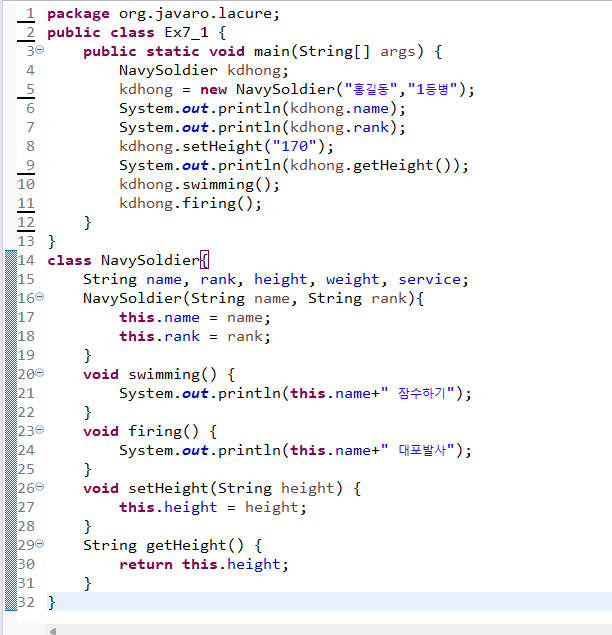 1 package org.javaro.lacure;
2 public class Ex7_1 {
3 public static void main(String[] args) {
4 NavySoldier kdhong;
5 kdhong = new NavySoldier("홍길동","1등병");
6 System.out.println(kdhong.name);
7 System.out.println(kdhong.rank);
8 kdhong.setHeight("170");
9 System.out.println(kdhong.getHeight());
10 kdhong.swimming();
11 kdhong.firing();
12 }
13 }
14 class NavySoldier{
15 String name, rank, height, weight, service;
16 NavySoldier(String name, String rank){
17 this.name = name;
18 this.rank = rank;
19 }
20 void swimming() {
21 System.out.println(this.name+" 잠수하기");
22 }
23 void firing() {
24 System.out.println(this.name+" 대포발사");
25 }
26 void setHeight(String height) {
27 this.height = height;
28 }
29 String getHeight() {
30 return this.height;
31 }
32 }